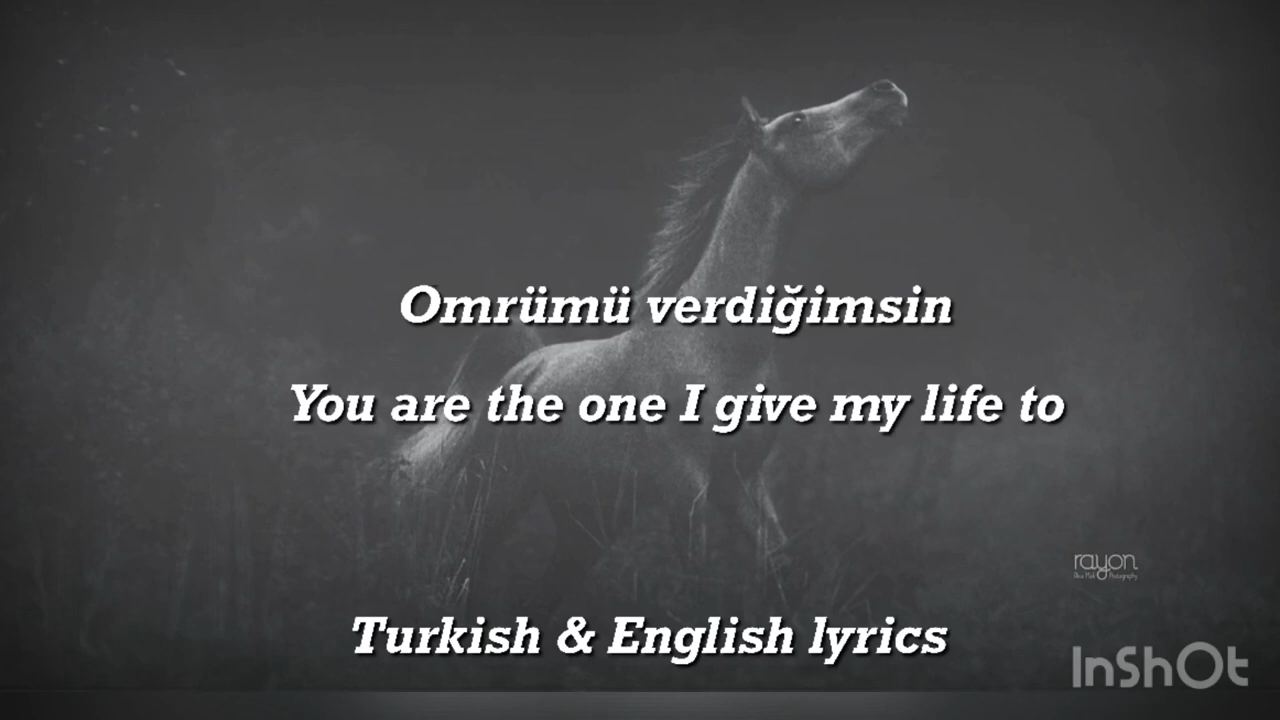 Omrümü verdiğimsin
You are the one I give my life to
rayon
Turkish & English lyrics
InShOt